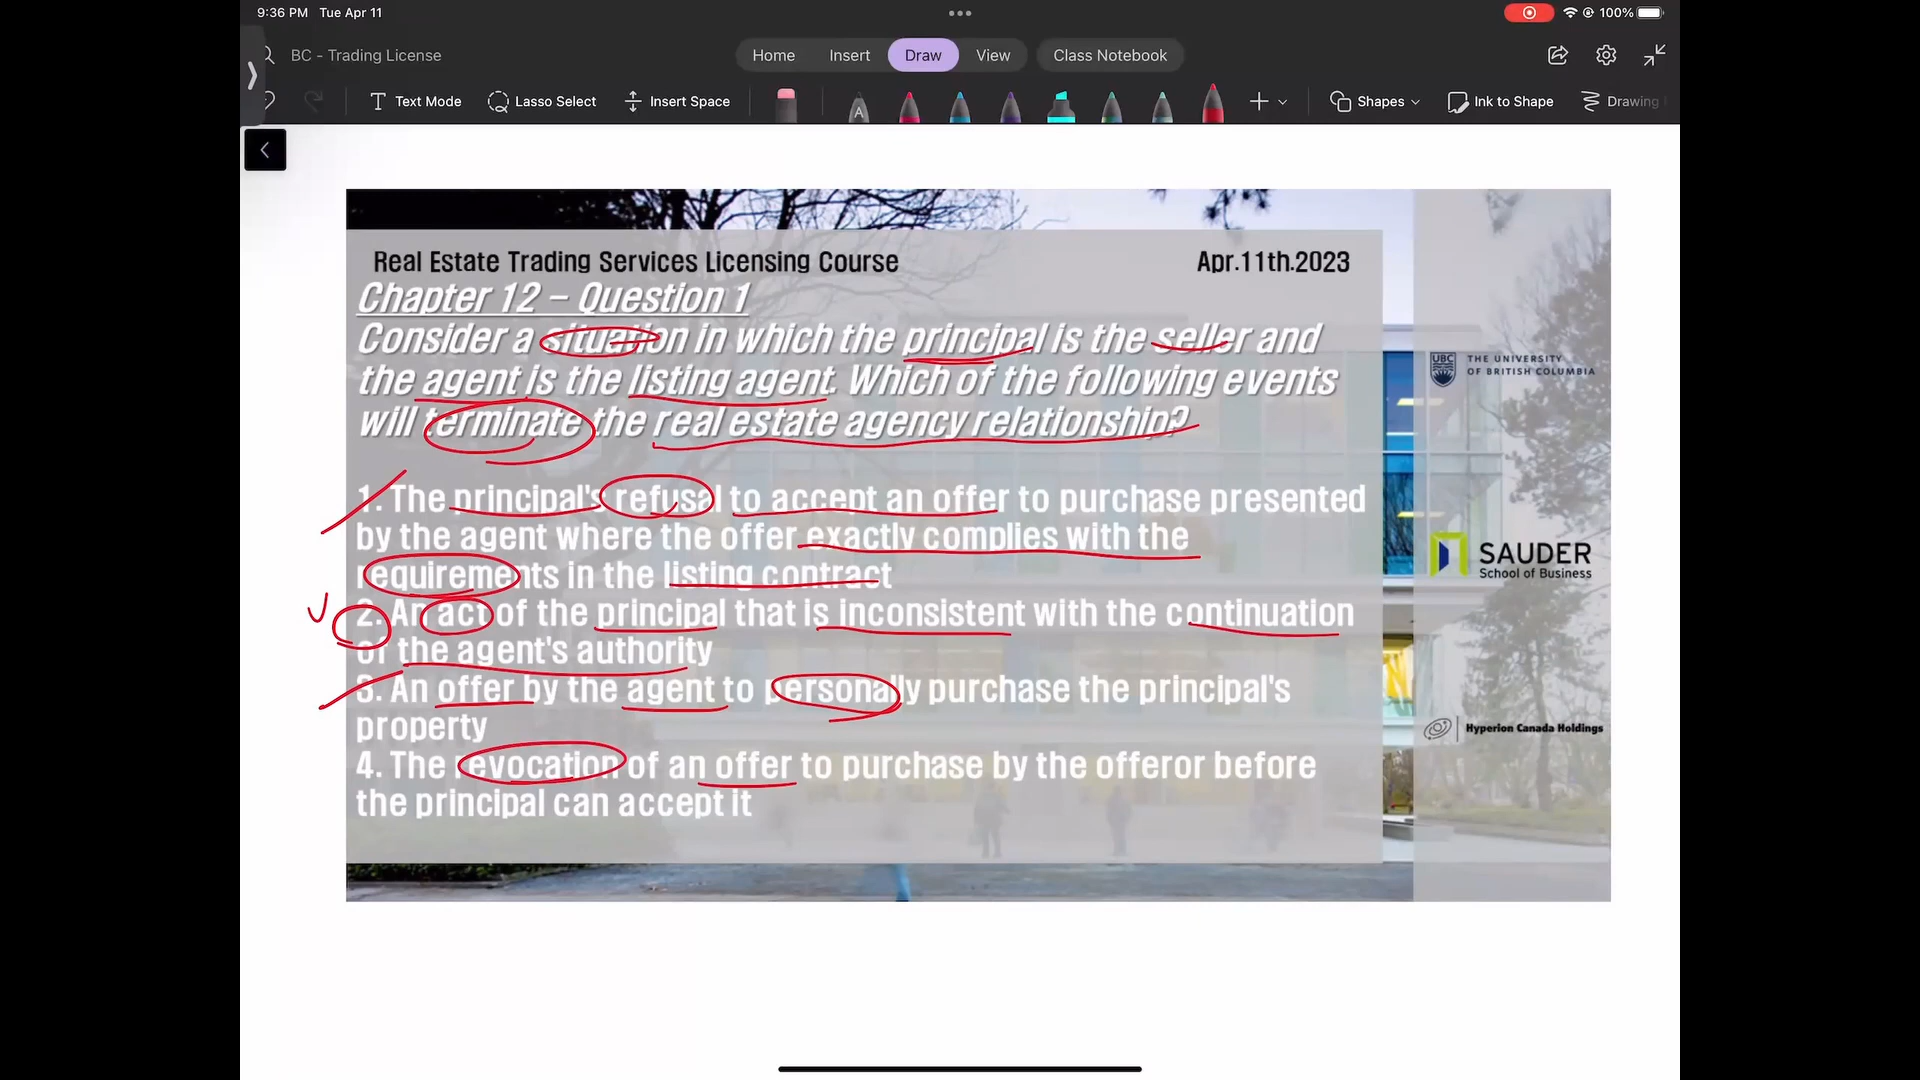 9:36 PM Tue Apr 11
100%
BC - Trading License
Home Insert Draw View Class Notebook
Text Mode Lasso Select Insert Space A Shapes Ink to Shape Drawing
Real Estate Trading Services Licensing Course Apr.11th.2023
Chapter 12 – Question 1
Consider a situation in which the principal is the seller and
the agent is the listing agent. Which of the following events
will terminate the real estate agency relationship?
1. The principal's refusal to accept an offer to purchase presented
by the agent where the offer exactly complies with the
requirements in the listing contract
2. An act of the principal that is inconsistent with the continuation
of the agent's authority
3. An offer by the agent to personally purchase the principal's
property
4. The revocation of an offer to purchase by the offeror before
the principal can accept it
UBC THE UNIVERSITY
OF BRITISH COLUMBIA
SAUDER
School of Business
Hyperion Canada Holdings